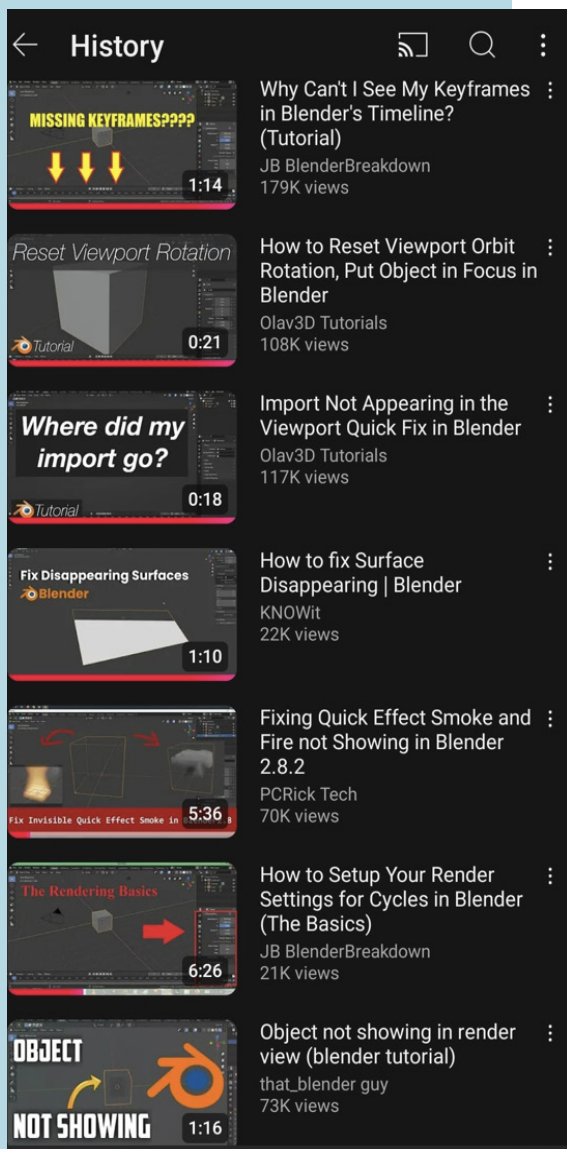 History
MISSING KEYFRAMES????
1:14
Why Can't I See My Keyframes
in Blender's Timeline?
(Tutorial)
JB BlenderBreakdown
179K views
Reset Viewport Rotation
Tutorial
0:21
How to Reset Viewport Orbit
Rotation, Put Object in Focus in
Blender
Olav3D Tutorials
108K views
Where did my
import go?
Tutorial
0:18
Import Not Appearing in the
Viewport Quick Fix in Blender
Olav3D Tutorials
117K views
Fix Disappearing Surfaces
Blender
1:10
How to fix Surface
Disappearing | Blender
KNOWit
22K views
Fix Invisible Quick Effect Smoke in
5:36
Fixing Quick Effect Smoke and
Fire not Showing in Blender
2.8.2
PCRick Tech
70K views
The Rendering Basics
6:26
How to Setup Your Render
Settings for Cycles in Blender
(The Basics)
JB BlenderBreakdown
21K views
OBJECT
NOT SHOWING
1:16
Object not showing in render
view (blender tutorial)
that_blender guy
73K views